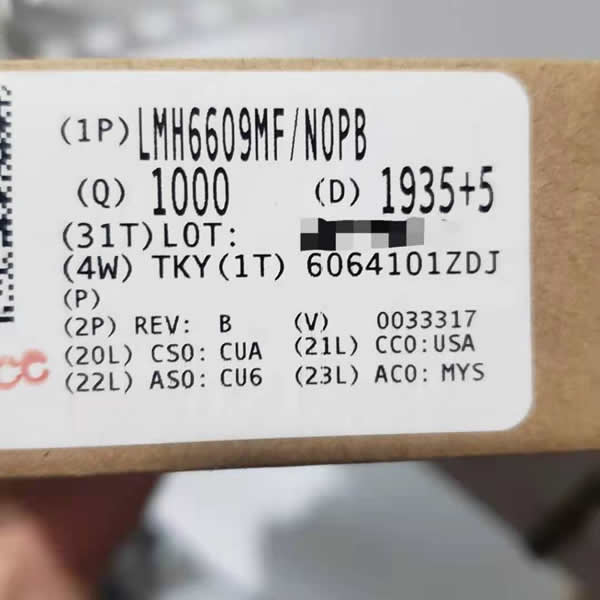 (1P) LMH6609MF/NOPB
(Q) 1000 (D) 1935+5
(31T) LOT:
(4W) TKY (1T) 6064101ZDJ
(P)
(2P) REV: B (V) 0033317
(20L) CSO: CUA (21L) CCO: USA
(22L) ASO: CU6 (23L) ACO: MYS
CC